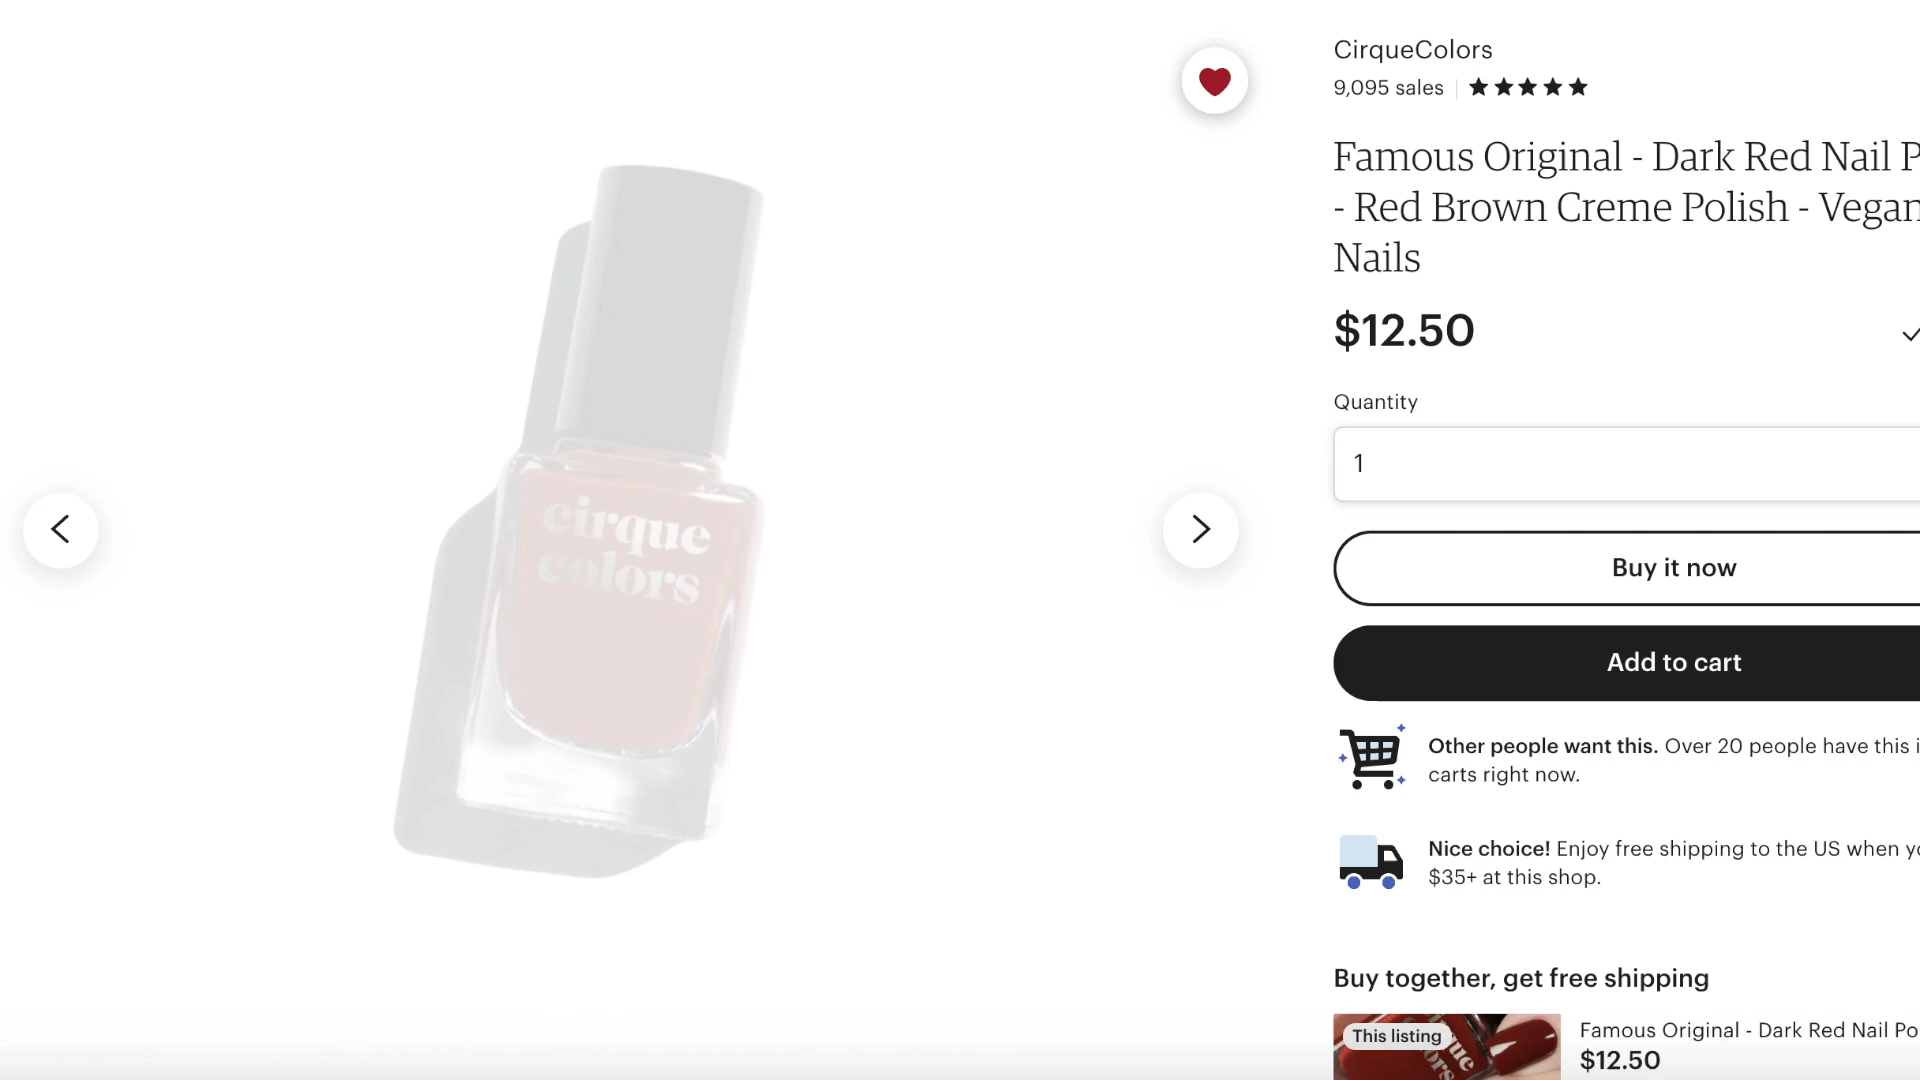 CirqueColors
9,095 sales
Famous Original - Dark Red Nail P
- Red Brown Creme Polish - Vegan
Nails
$12.50
Quantity
1
Buy it now
Add to cart
Other people want this. Over 20 people have this i
carts right now.
Nice choice! Enjoy free shipping to the US when yo
$35+ at this shop.
Buy together, get free shipping
This listing
Famous Original - Dark Red Nail Po
$12.50
cirque
colors